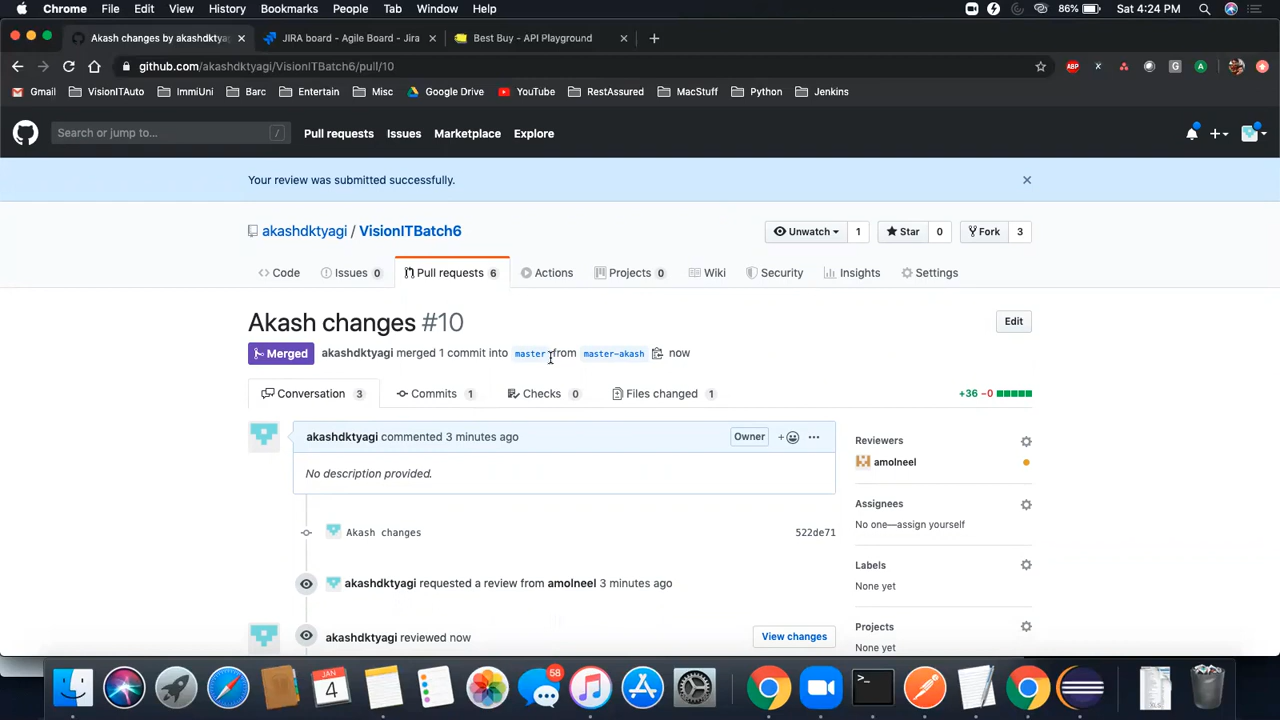 Chrome File Edit View History Bookmarks People Tab Window Help 86% Sat 4:24 PM
Akash changes by akashdktyag JIRA board - Agile Board - Jira Best Buy - API Playground
github.com/akashdktyagi/VisionITBatch6/pull/10 ABP G A
Gmail VisionITAuto ImmiUni Barc Entertain Misc Google Drive YouTube RestAssured MacStuff Python Jenkins
Search or jump to... / Pull requests Issues Marketplace Explore
Your review was submitted successfully.
akashdktyagi / VisionITBatch6 Unwatch 1 Star 0 Fork 3
Code Issues 0 Pull requests 6 Actions Projects 0 Wiki Security Insights Settings
Akash changes #10 Edit
Merged akashdktyagi merged 1 commit into master from master-akash now
Conversation 3 Commits 1 Checks 0 Files changed 1 +36 −0
akashdktyagi commented 3 minutes ago Owner
No description provided.
Akash changes 522de71
akashdktyagi requested a review from amolneel 3 minutes ago
akashdktyagi reviewed now View changes
Reviewers
amolneel
Assignees
No one—assign yourself
Labels
None yet
Projects
None yet
JAN 4 58